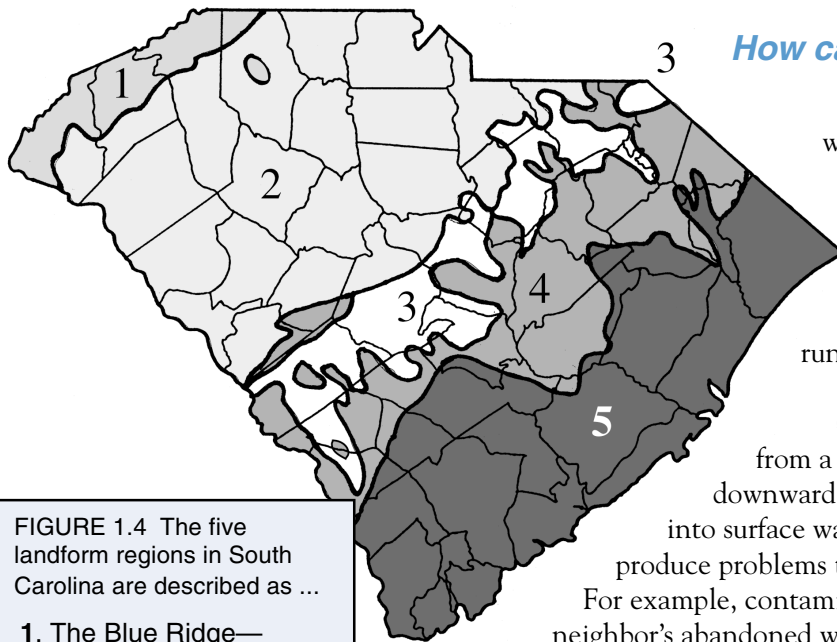 1
2
3
3
4
5
FIGURE 1.4 The five
landform regions in South
Carolina are described as ...
1. The Blue Ridge—
How ca
w
run
from a
downward
into surface wa
produce problems t
For example, contam
neighbor's abandoned w